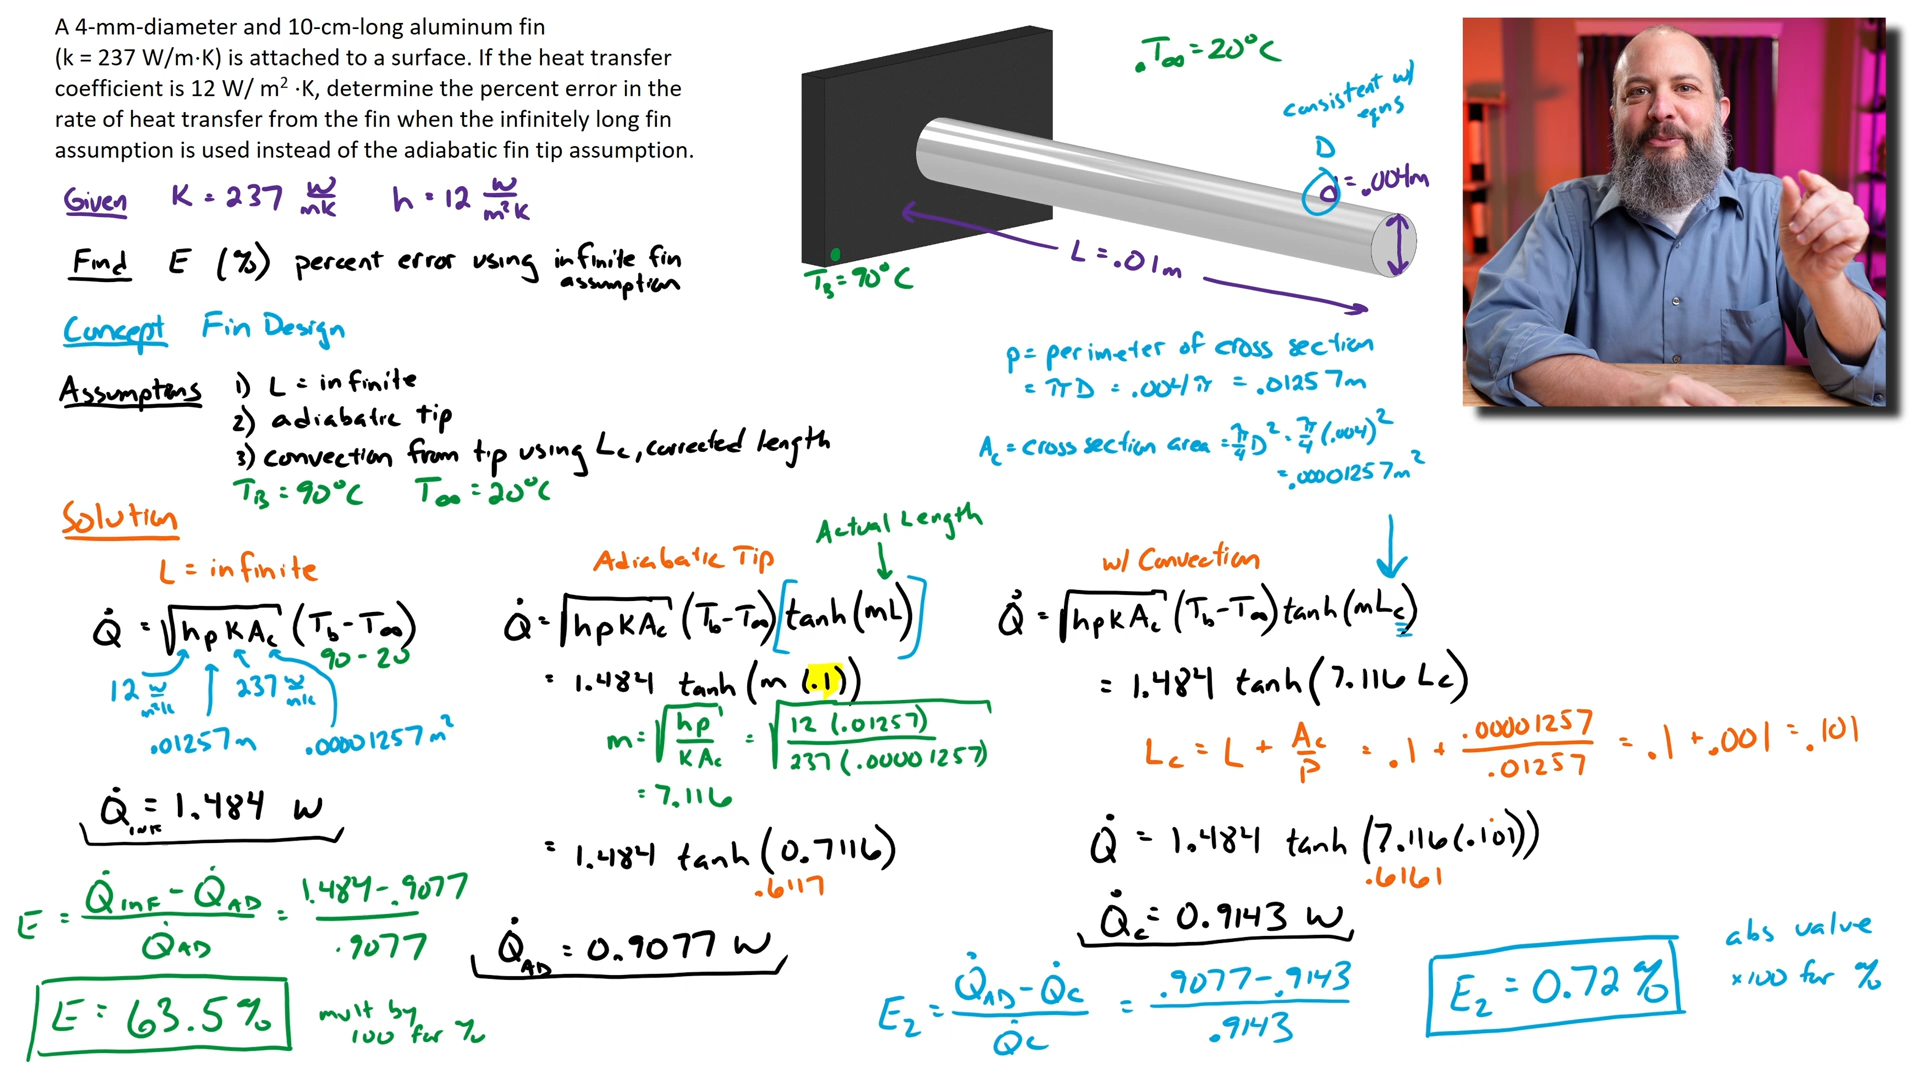 A 4-mm-diameter and 10-cm-long aluminum fin
(k = 237 W/m·K) is attached to a surface. If the heat transfer
coefficient is 12 W/ m² ·K, determine the percent error in the
rate of heat transfer from the fin when the infinitely long fin
assumption is used instead of the adiabatic fin tip assumption.
Given K = 237 W/mK h = 12 W/m²K
Find E (%) percent error using infinite fin
assumption
Concept Fin Design
Assumptons 1) L = infinite
2) adiabatic tip
3) convection from tip using Lc, corrected length
TB = 90°C T∞ = 20°C
.T∞ = 20°C
consistent w/
eqns
D
= .004m
L = .01m
TB = 90°C
p = perimeter of cross section
= πD = .004π = .01257m
Ac = cross section area = π/4 D² = π/4 (.004)²
= .00001257m²
Solution
L = infinite
Q̇ = √(hpKAc) (Tb - T∞)
90 - 20
12 W/m²K 237 W/mK
.01257m .00001257m²
Q̇INF = 1.484 W
E = (Q̇INF - Q̇AD)/Q̇AD = (1.484 - .9077)/.9077
E = 63.5%
mult by
100 for %
Actual Length
Adiabatic Tip
Q̇ = √(hpKAc) (Tb - T∞) [tanh(mL)]
= 1.484 tanh(m (.1))
m = √(hp/KAc) = √(12(.01257)/237(.00001257))
= 7.116
= 1.484 tanh(0.7116)
.6117
Q̇AD = 0.9077 W
w/ Convection
Q̇ = √(hpKAc) (Tb - T∞) tanh(mLc)
= 1.484 tanh(7.116 Lc)
Lc = L + Ac/P = .1 + .00001257/.01257 = .1 + .001 = .101
Q̇ = 1.484 tanh(7.116(.101))
.6161
Q̇c = 0.9143 W
E2 = (Q̇AD - Q̇c)/Q̇c = (.9077 - .9143)/.9143
E2 = 0.72%
abs value
x100 for %